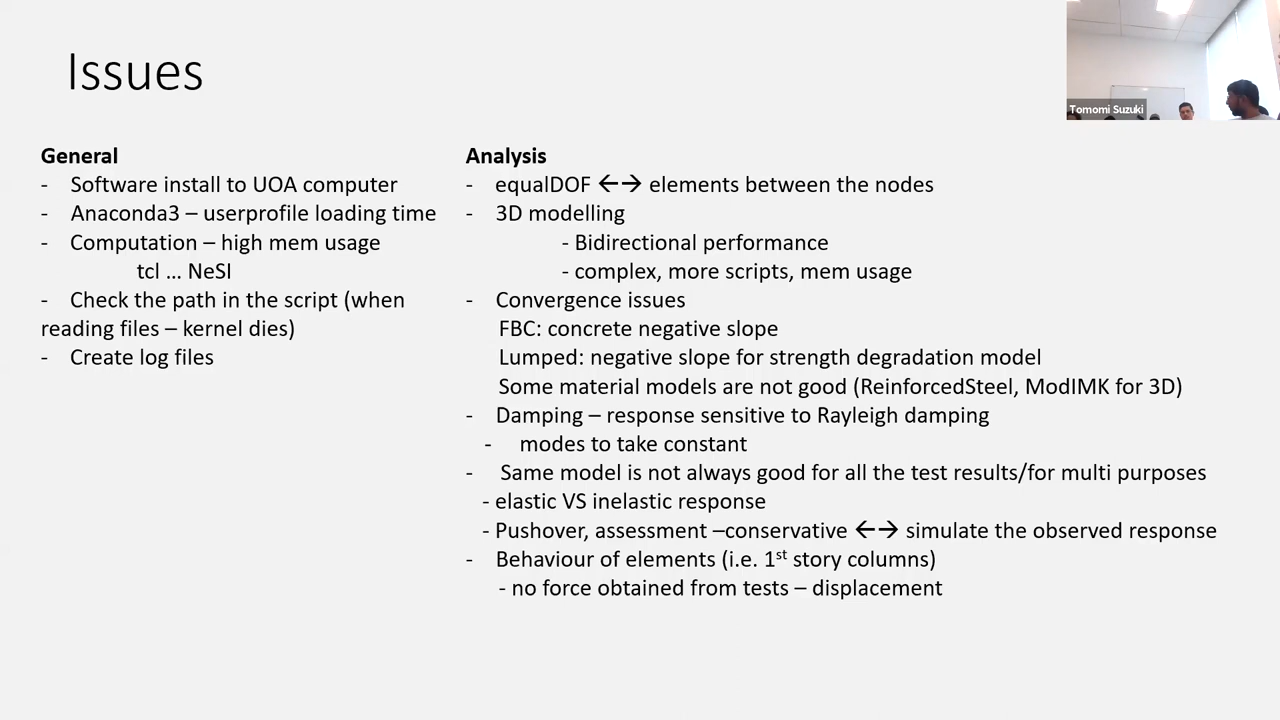 Issues
Tomomi Suzuki
General
- Software install to UOA computer
- Anaconda3 – userprofile loading time
- Computation – high mem usage
tcl ... NeSI
- Check the path in the script (when
reading files – kernel dies)
- Create log files
Analysis
- equalDOF ←→ elements between the nodes
- 3D modelling
- Bidirectional performance
- complex, more scripts, mem usage
- Convergence issues
FBC: concrete negative slope
Lumped: negative slope for strength degradation model
Some material models are not good (ReinforcedSteel, ModIMK for 3D)
- Damping – response sensitive to Rayleigh damping
- modes to take constant
- Same model is not always good for all the test results/for multi purposes
- elastic VS inelastic response
- Pushover, assessment –conservative ←→ simulate the observed response
- Behaviour of elements (i.e. 1st story columns)
- no force obtained from tests – displacement